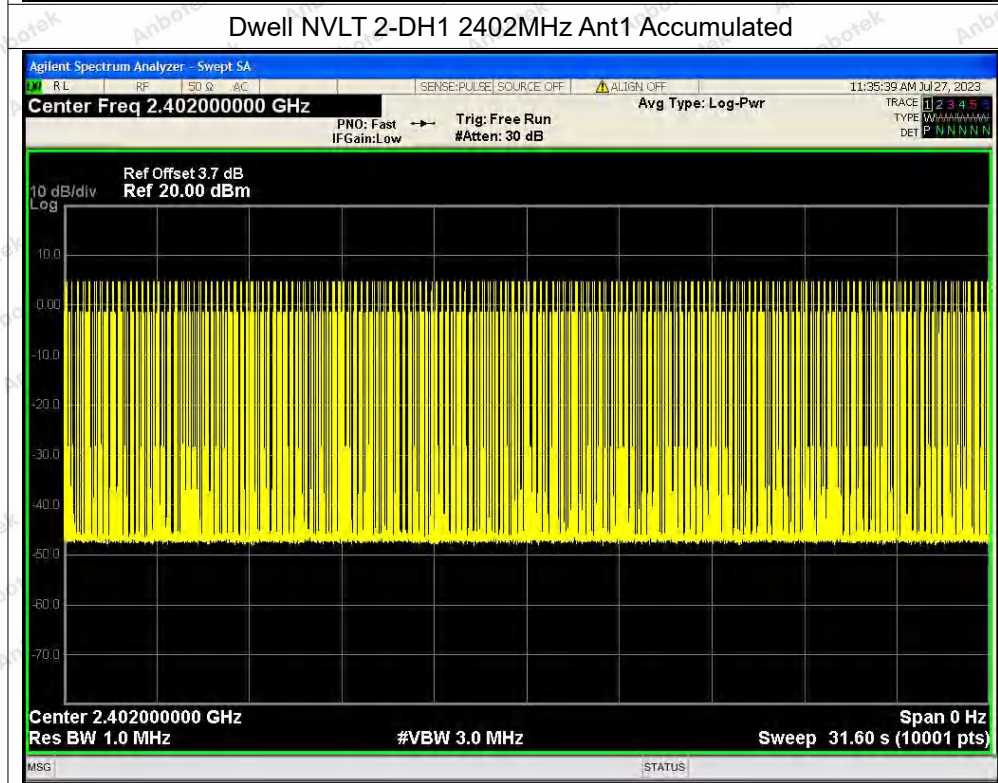 Dwell NVLT 2-DH1 2402MHz Ant1 Accumulated
Agilent Spectrum Analyzer - Swept SA
RL RF 50 Ω AC SENSE:PULSE SOURCE OFF ALIGN OFF 11:35:39 AM Jul 27, 2023
Center Freq 2.402000000 GHz Avg Type: Log-Pwr TRACE 1 2 3 4 5 6
PNO: Fast Trig: Free Run TYPE W
IFGain:Low #Atten: 30 dB DET P N N N N N
Ref Offset 3.7 dB
10 dB/div Ref 20.00 dBm
Log
10.0
0.00
-10.0
-20.0
-30.0
-40.0
-50.0
-60.0
-70.0
Center 2.402000000 GHz Span 0 Hz
Res BW 1.0 MHz #VBW 3.0 MHz Sweep 31.60 s (10001 pts)
MSG STATUS
Anbotek